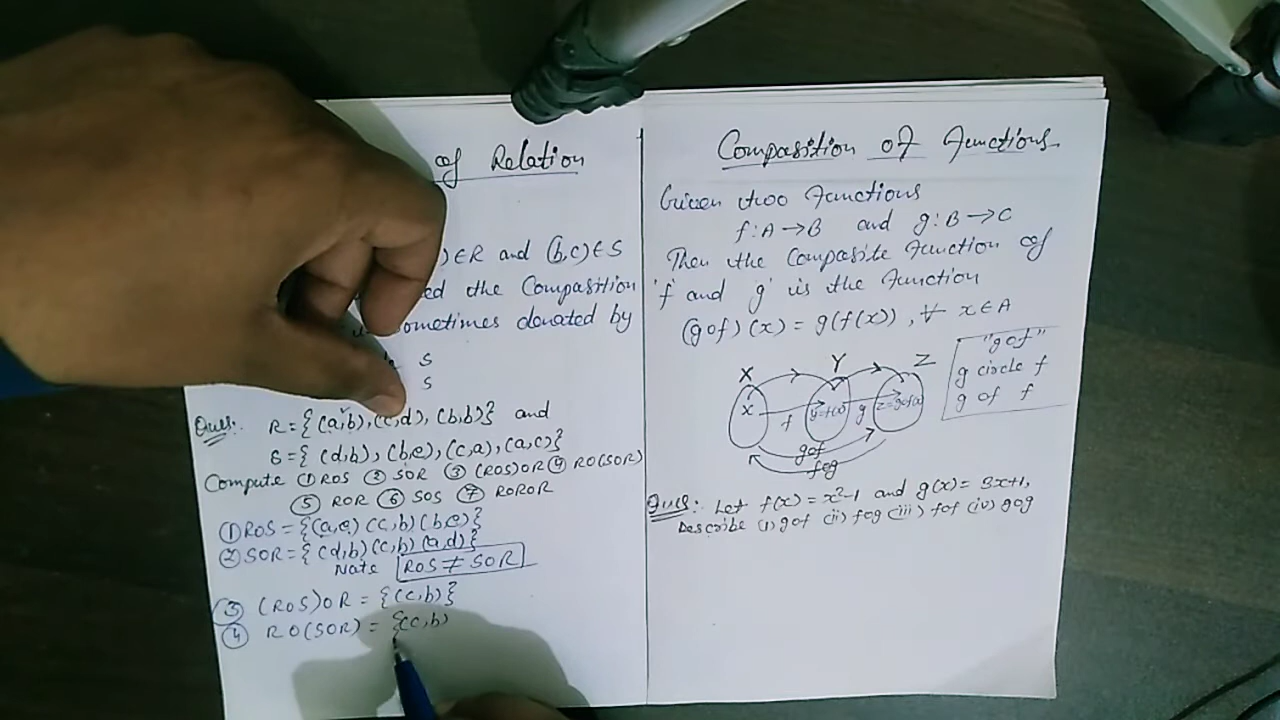 of Relation
) ∈ R and (b,c) ∈ S
ed the Composition
sometimes denoted by
S
S
Ques:. R = {(a,b), (c,d), (b,b)} and
S = { (d,b), (b,e), (c,a), (a,c)}
Compute ① ROS ② SOR ③ (ROS)OR ④ RO(SOR)
⑤ ROR ⑥ SOS ⑦ ROROR
① ROS = {(a,e) (c,b) (b,e)}
② SOR = { (d,b) (c,b) (a,d)}
Note ROS ≠ SOR
③ (ROS)OR = {(c,b)}
④ RO(SOR) = {(c,b)
Composition of Functions.
Given two Functions
f: A → B and g: B → C
Then the Composite Function of
'f' and g' is the Function
(gof)(x) = g(f(x)), ∀ x ∈ A
"gof"
g circle f
g of f
X Y Z
x y=f(x) z=gof(x)
f g
gof
fog
Ques:. Let f(x) = x²-1 and g(x) = 3x+1,
Describe (i) gof (ii) fog (iii) fof (iv) gog